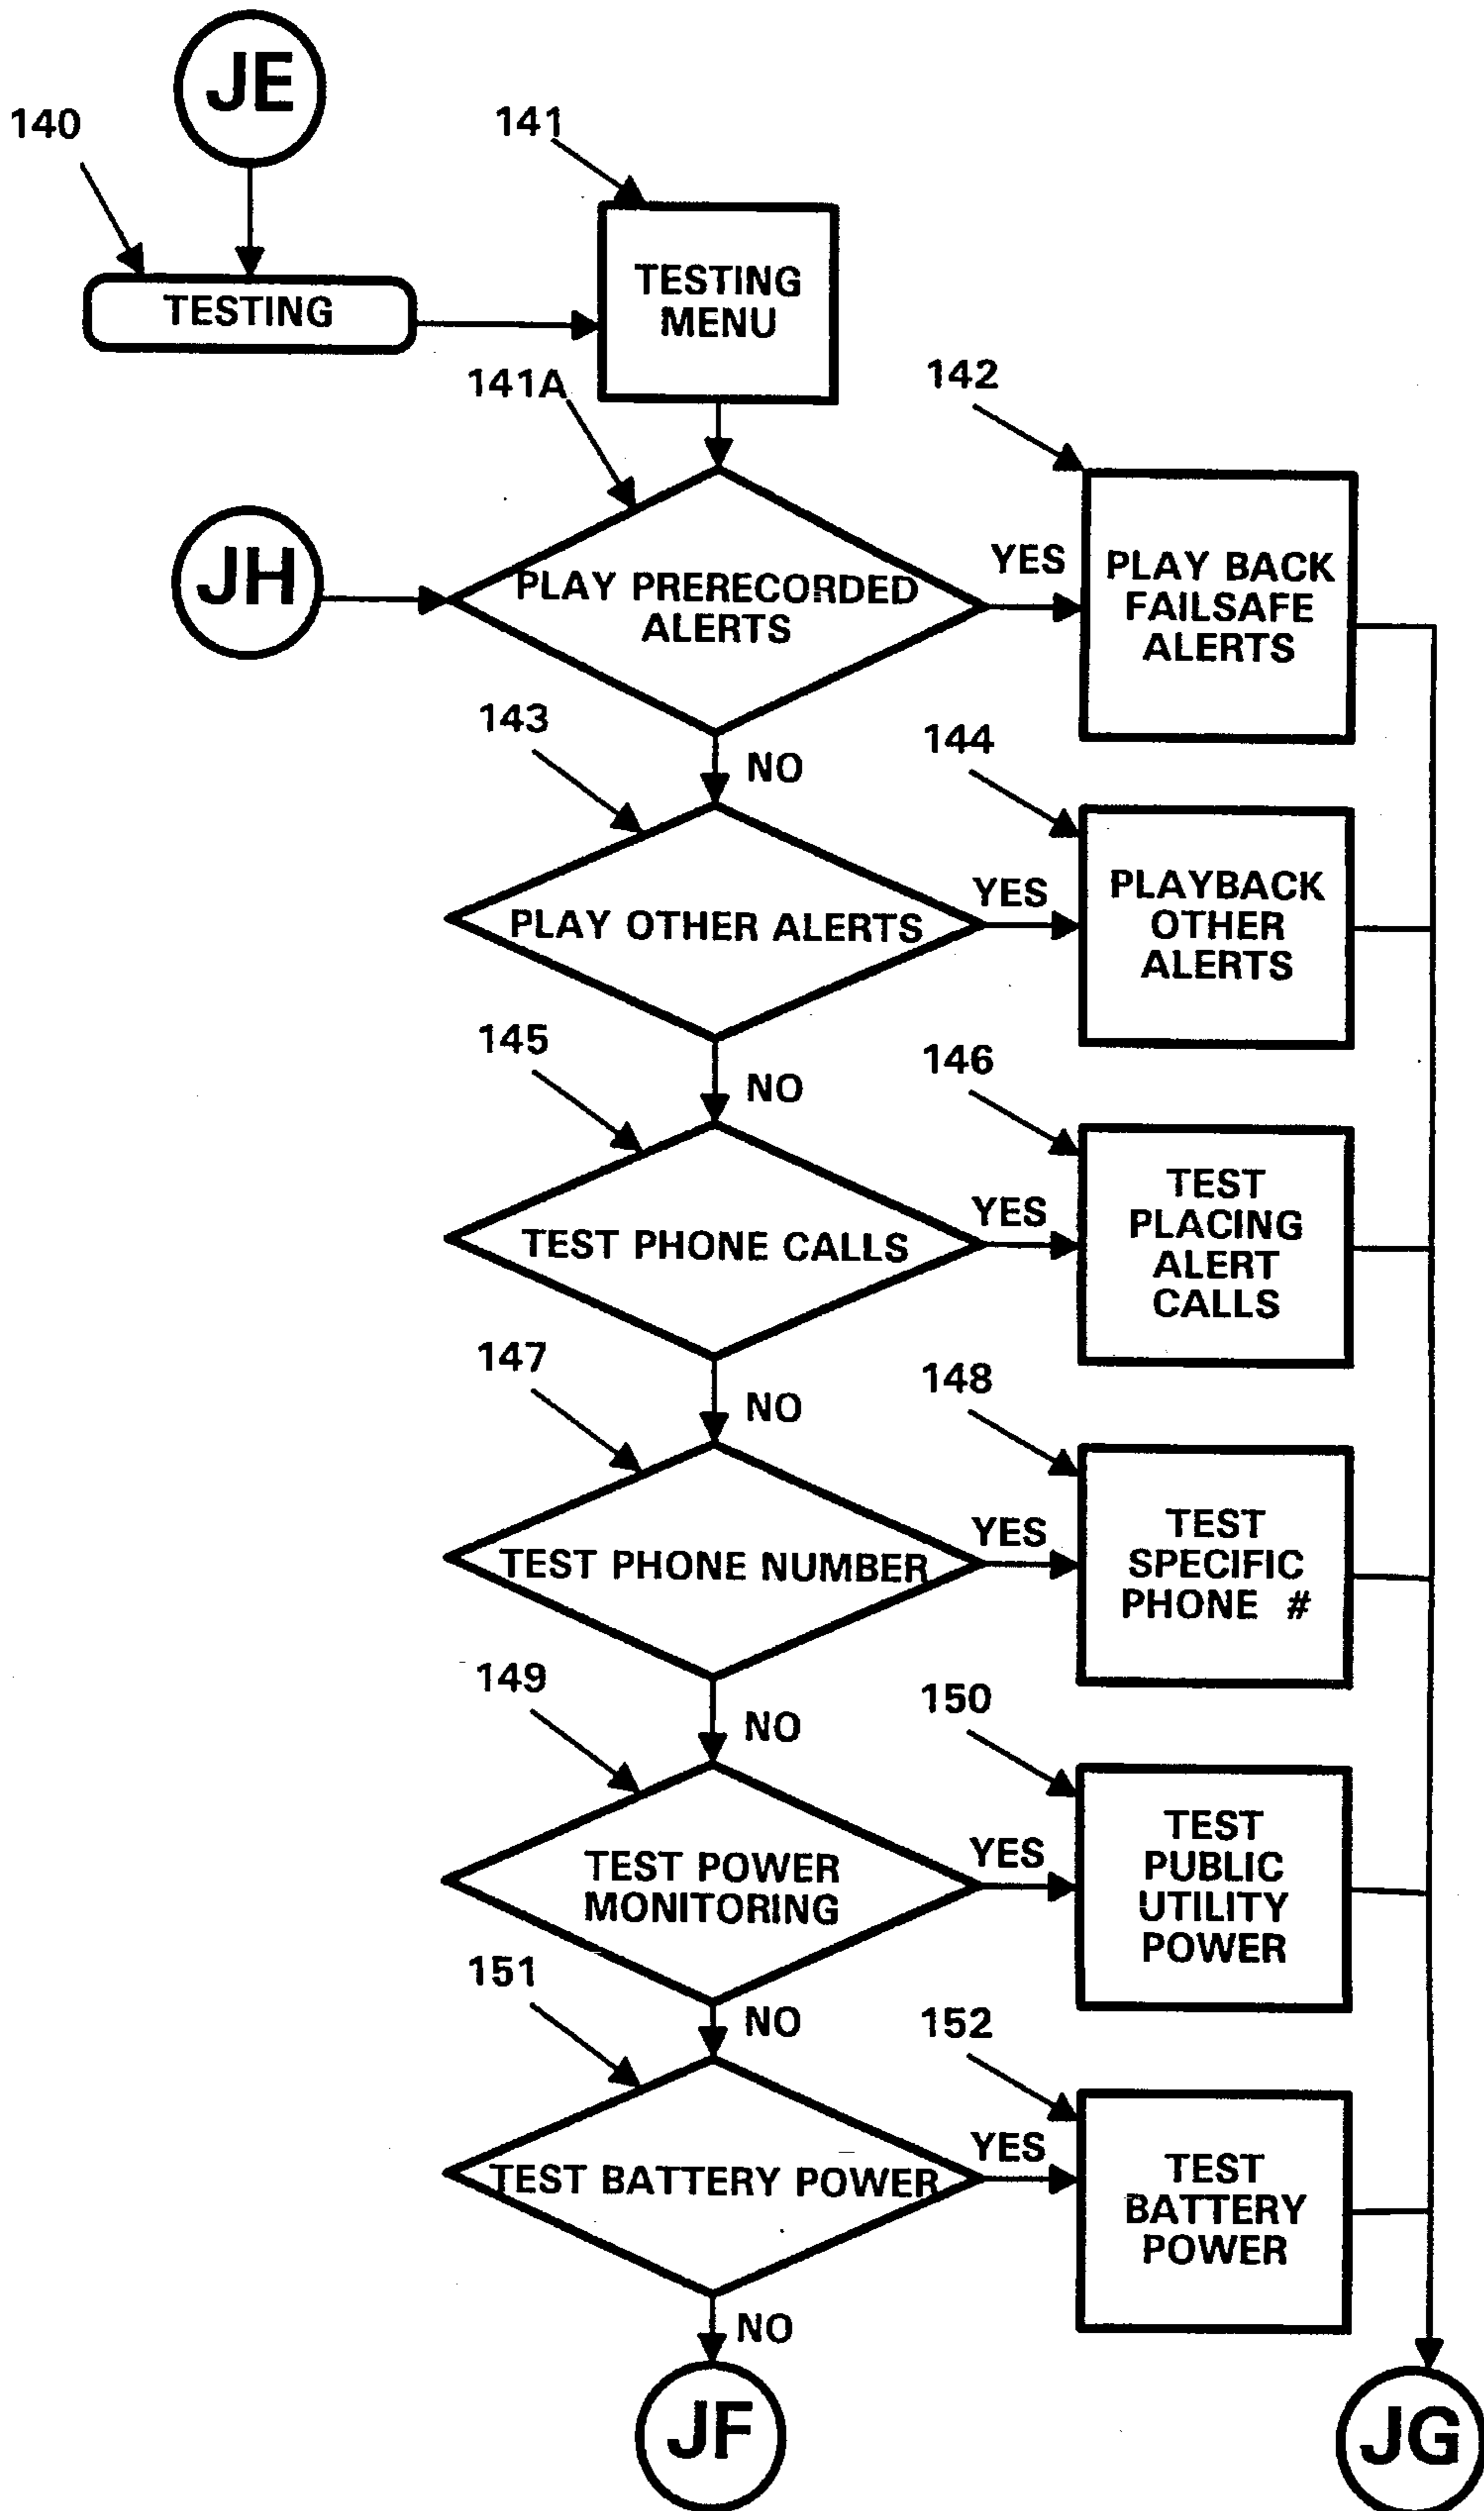 JE
140
141
TESTING
TESTING
MENU
141A
142
JH
PLAY PRERECORDED
ALERTS
YES
PLAY BACK
FAILSAFE
ALERTS
143
NO
144
PLAY OTHER ALERTS
YES
PLAYBACK
OTHER
ALERTS
145
NO
146
TEST PHONE CALLS
YES
TEST
PLACING
ALERT
CALLS
147
NO
148
TEST PHONE NUMBER
YES
TEST
SPECIFIC
PHONE #
149
NO
150
TEST POWER
MONITORING
YES
TEST
PUBLIC
UTILITY
POWER
151
NO
152
TEST BATTERY POWER
YES
TEST
BATTERY
POWER
NO
JF
JG